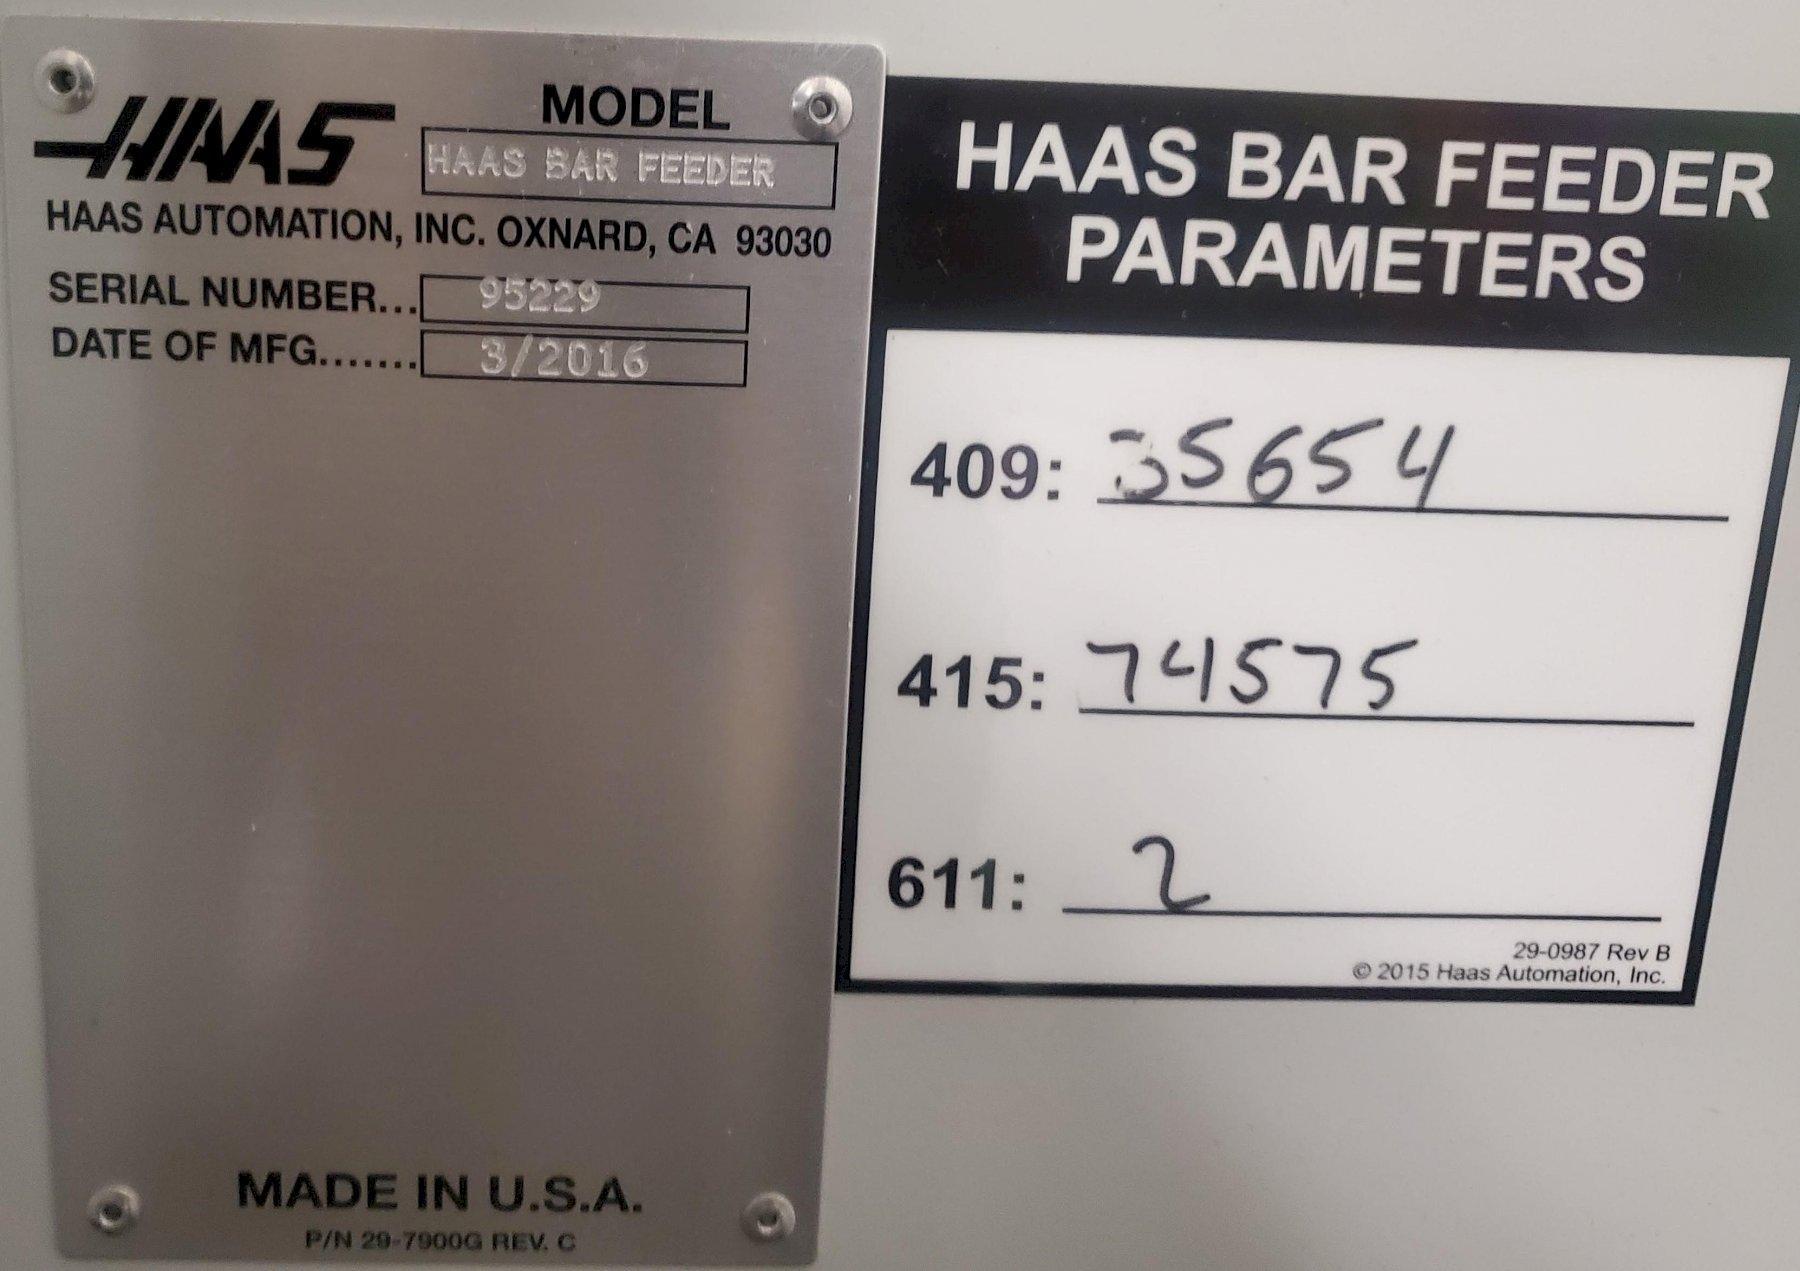 HAAS
MODEL
HAAS BAR FEEDER
HAAS AUTOMATION, INC. OXNARD, CA 93030
SERIAL NUMBER... 95229
DATE OF MFG....... 3/2016
MADE IN U.S.A.
P/N 29-7900G REV. C
HAAS BAR FEEDER
PARAMETERS
409: 35654
415: 74575
611: 2
29-0987 Rev B
© 2015 Haas Automation, Inc.